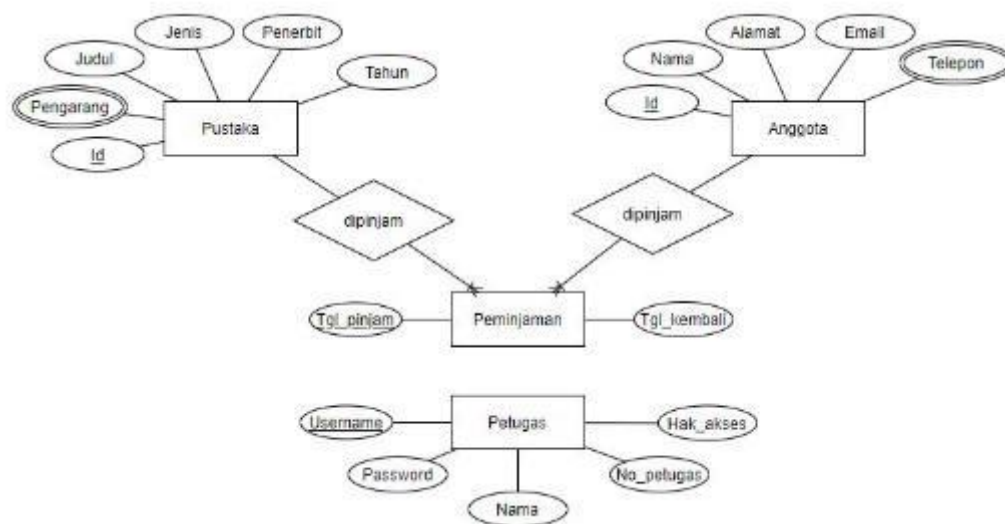 Jenis
Penerbit
Judul
Tahun
Pengarang
Pustaka
Id
Alamat
Email
Nama
Telepon
Id
Anggota
dipinjam
dipinjam
Tgl_pinjam
Peminjaman
Tgl_kembali
Username
Petugas
Hak_akses
Password
No_petugas
Nama